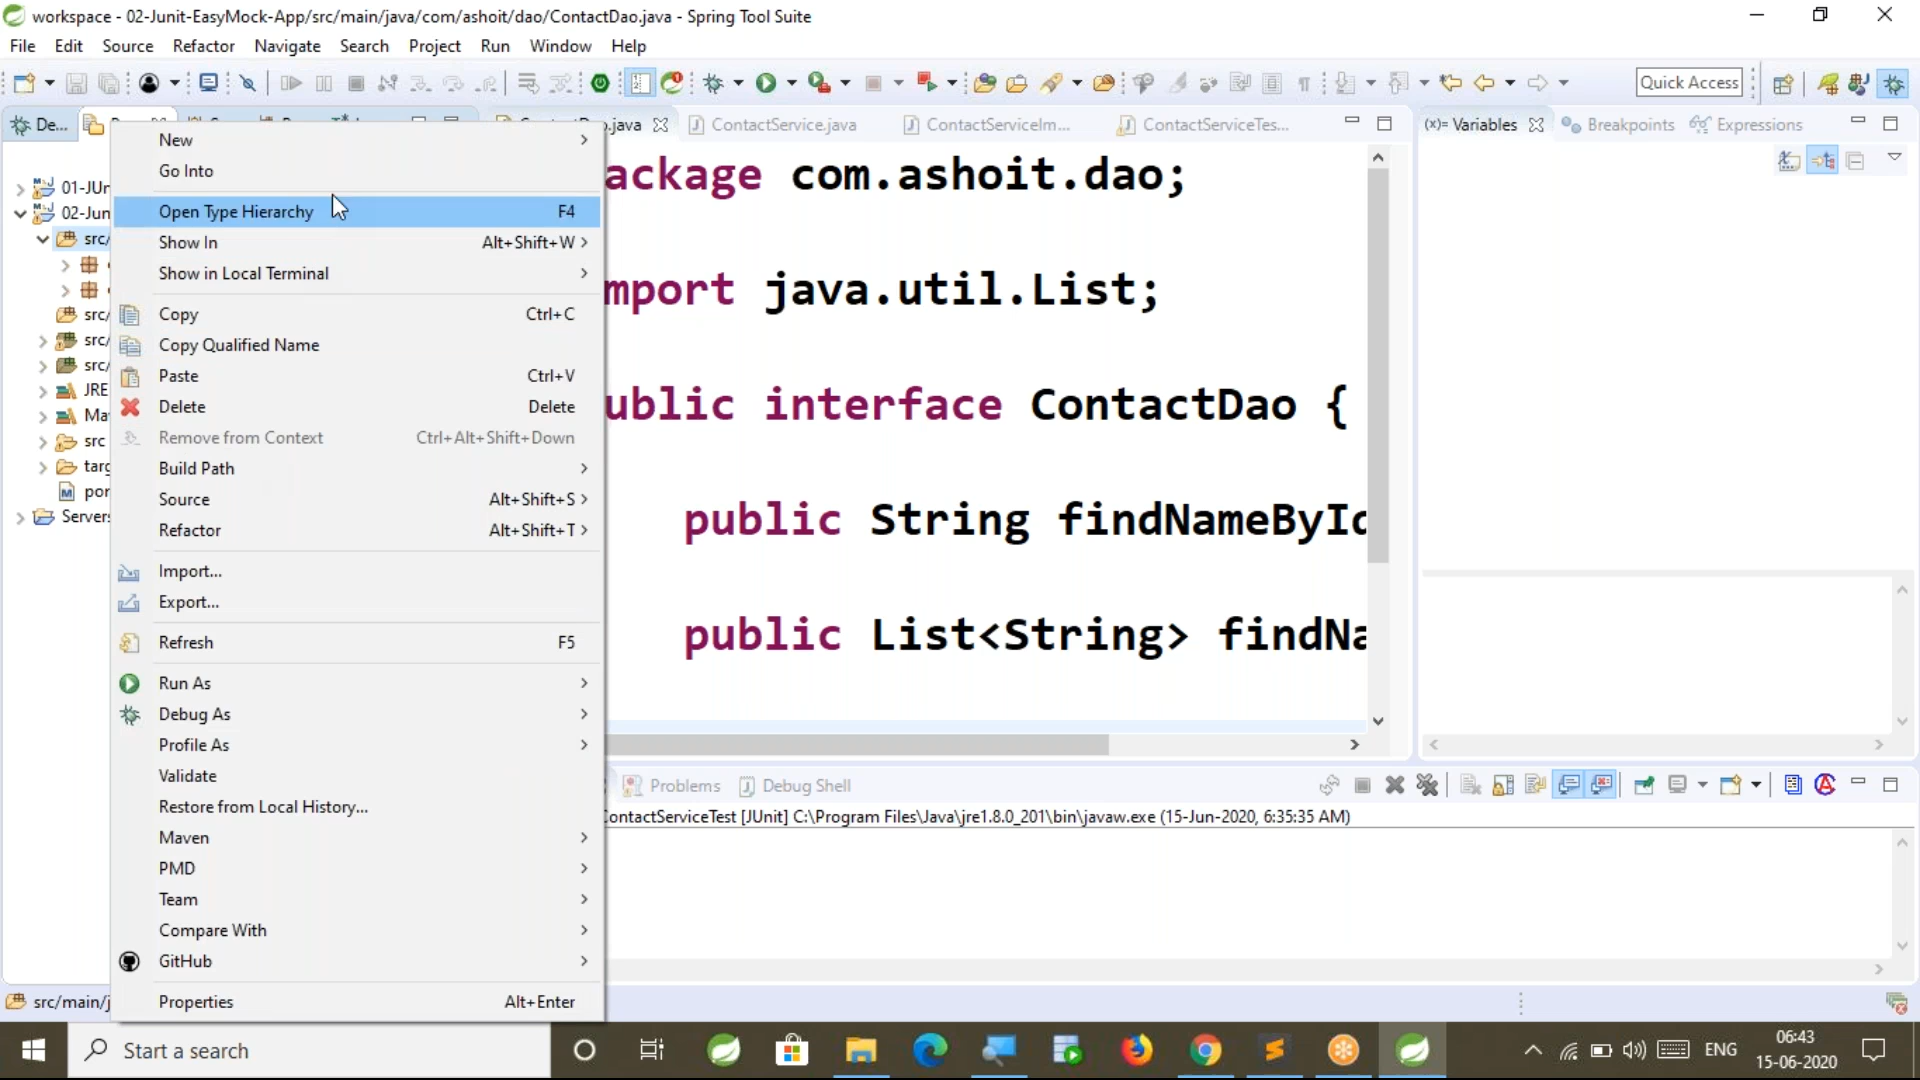 workspace - 02-Junit-EasyMock-App/src/main/java/com/ashoit/dao/ContactDao.java - Spring Tool Suite
File Edit Source Refactor Navigate Search Project Run Window Help
Quick Access
De...
.java
ContactService.java
ContactServiceIm...
ContactServiceTes...
(x)= Variables
Breakpoints
Expressions
01-JUn
02-Jun
src/
src/
src/
src/
JRE
Ma
src
targ
Servers
src/main/j
New
Go Into
Open Type Hierarchy F4
Show In Alt+Shift+W >
Show in Local Terminal
Copy Ctrl+C
Copy Qualified Name
Paste Ctrl+V
Delete Delete
Remove from Context Ctrl+Alt+Shift+Down
Build Path
Source Alt+Shift+S >
Refactor Alt+Shift+T >
Import...
Export...
Refresh F5
Run As
Debug As
Profile As
Validate
Restore from Local History...
Maven
PMD
Team
Compare With
GitHub
Properties Alt+Enter
ackage com.ashoit.dao;
mport java.util.List;
ublic interface ContactDao {
public String findNameById
public List<String> findNa
Problems
Debug Shell
ContactServiceTest [JUnit] C:\Program Files\Java\jre1.8.0_201\bin\javaw.exe (15-Jun-2020, 6:35:35 AM)
Start a search
ENG
06:43
15-06-2020